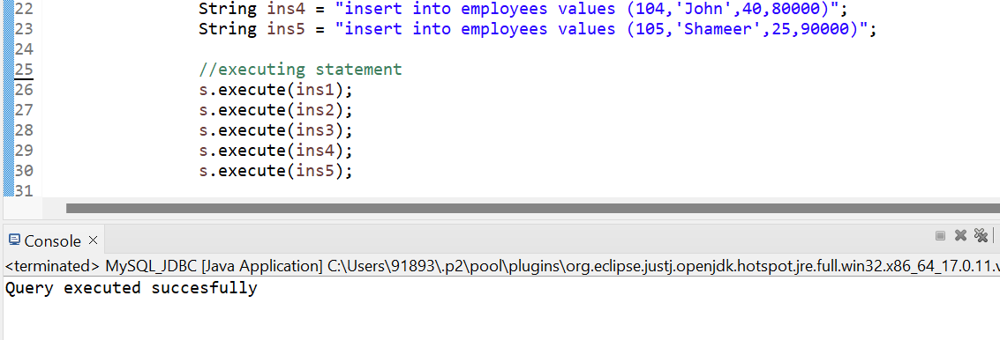 22 String ins4 = "insert into employees values (104,'John',40,80000)";
23 String ins5 = "insert into employees values (105,'Shameer',25,90000)";
24
25 //executing statement
26 s.execute(ins1);
27 s.execute(ins2);
28 s.execute(ins3);
29 s.execute(ins4);
30 s.execute(ins5);
31
Console
<terminated> MySQL_JDBC [Java Application] C:\Users\91893\.p2\pool\plugins\org.eclipse.justj.openjdk.hotspot.jre.full.win32.x86_64_17.0.11.v
Query executed succesfully